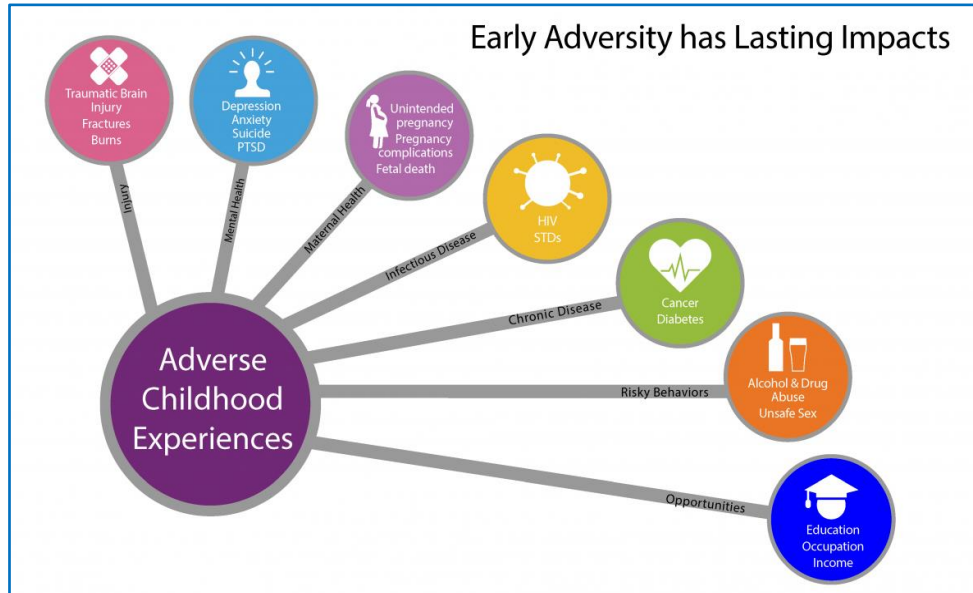 Early Adversity has Lasting Impacts
Traumatic Brain
Injury
Fractures
Burns
Injury
Depression
Anxiety
Suicide
PTSD
Mental Health
Unintended
pregnancy
Pregnancy
complications
Fetal death
Maternal Health
HIV
STDs
Infectious Disease
Cancer
Diabetes
Chronic Disease
Alcohol & Drug
Abuse
Unsafe Sex
Risky Behaviors
Education
Occupation
Income
Opportunities
Adverse
Childhood
Experiences